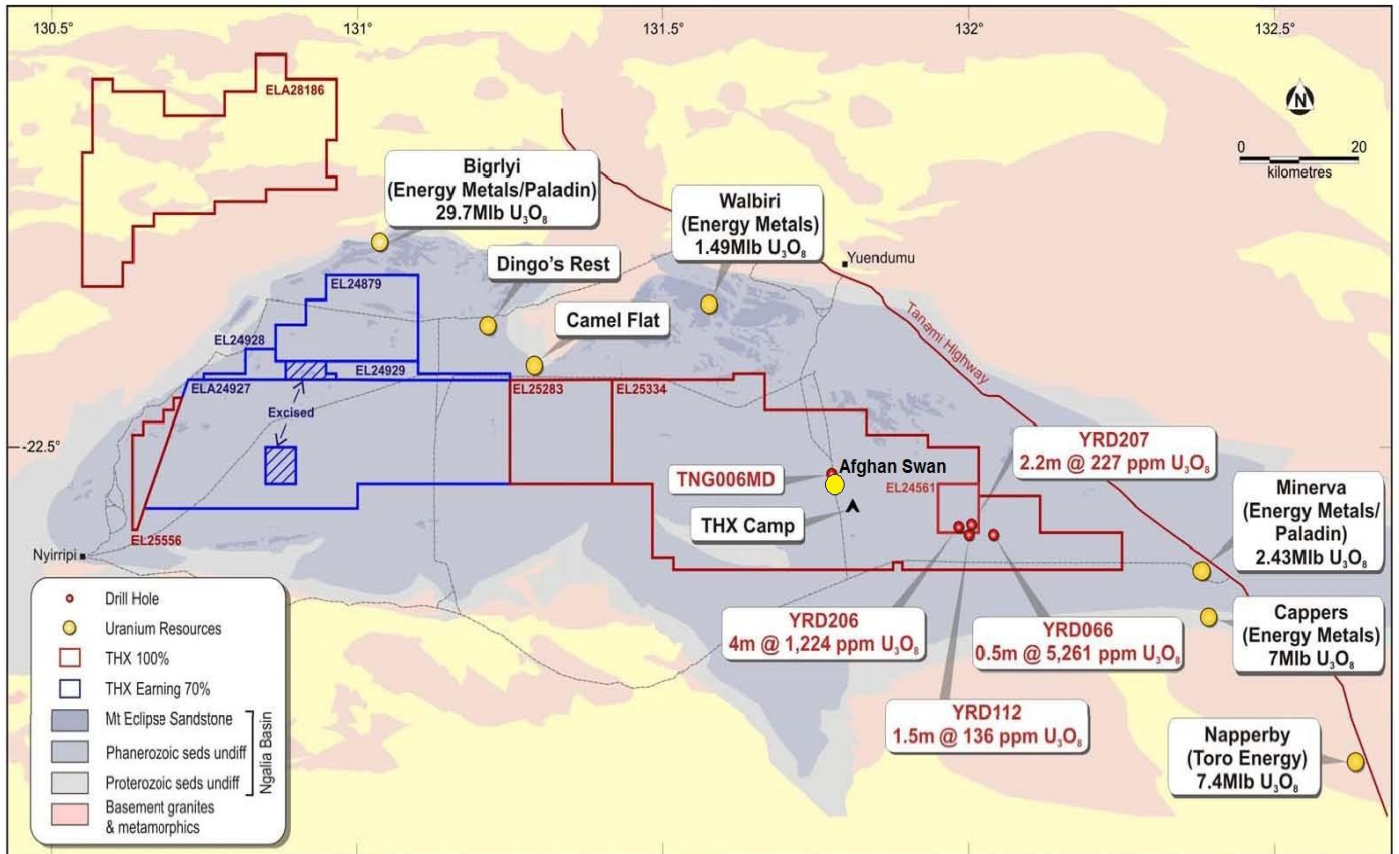 130.5°
131°
131.5°
132°
132.5°
ELA28186
N
0 20
kilometres
Bigrlyi
(Energy Metals/Paladin)
29.7Mlb U₃O₈
Walbiri
(Energy Metals)
1.49Mlb U₃O₈
Dingo's Rest
Yuendumu
Camel Flat
Tanami Highway
EL24879
EL24928
EL24929
ELA24927
EL25283
EL25334
Excised
-22.5°
YRD207
2.2m @ 227 ppm U₃O₈
TNG006MD
Afghan Swan
EL24561
THX Camp
Minerva
(Energy Metals/
Paladin)
2.43Mlb U₃O₈
EL25556
Nyirripi
Cappers
(Energy Metals)
7Mlb U₃O₈
YRD206
4m @ 1,224 ppm U₃O₈
YRD066
0.5m @ 5,261 ppm U₃O₈
YRD112
1.5m @ 136 ppm U₃O₈
Napperby
(Toro Energy)
7.4Mlb U₃O₈
Drill Hole
Uranium Resources
THX 100%
THX Earning 70%
Mt Eclipse Sandstone
Phanerozoic seds undiff
Proterozoic seds undiff
Ngalia Basin
Basement granites
& metamorphics